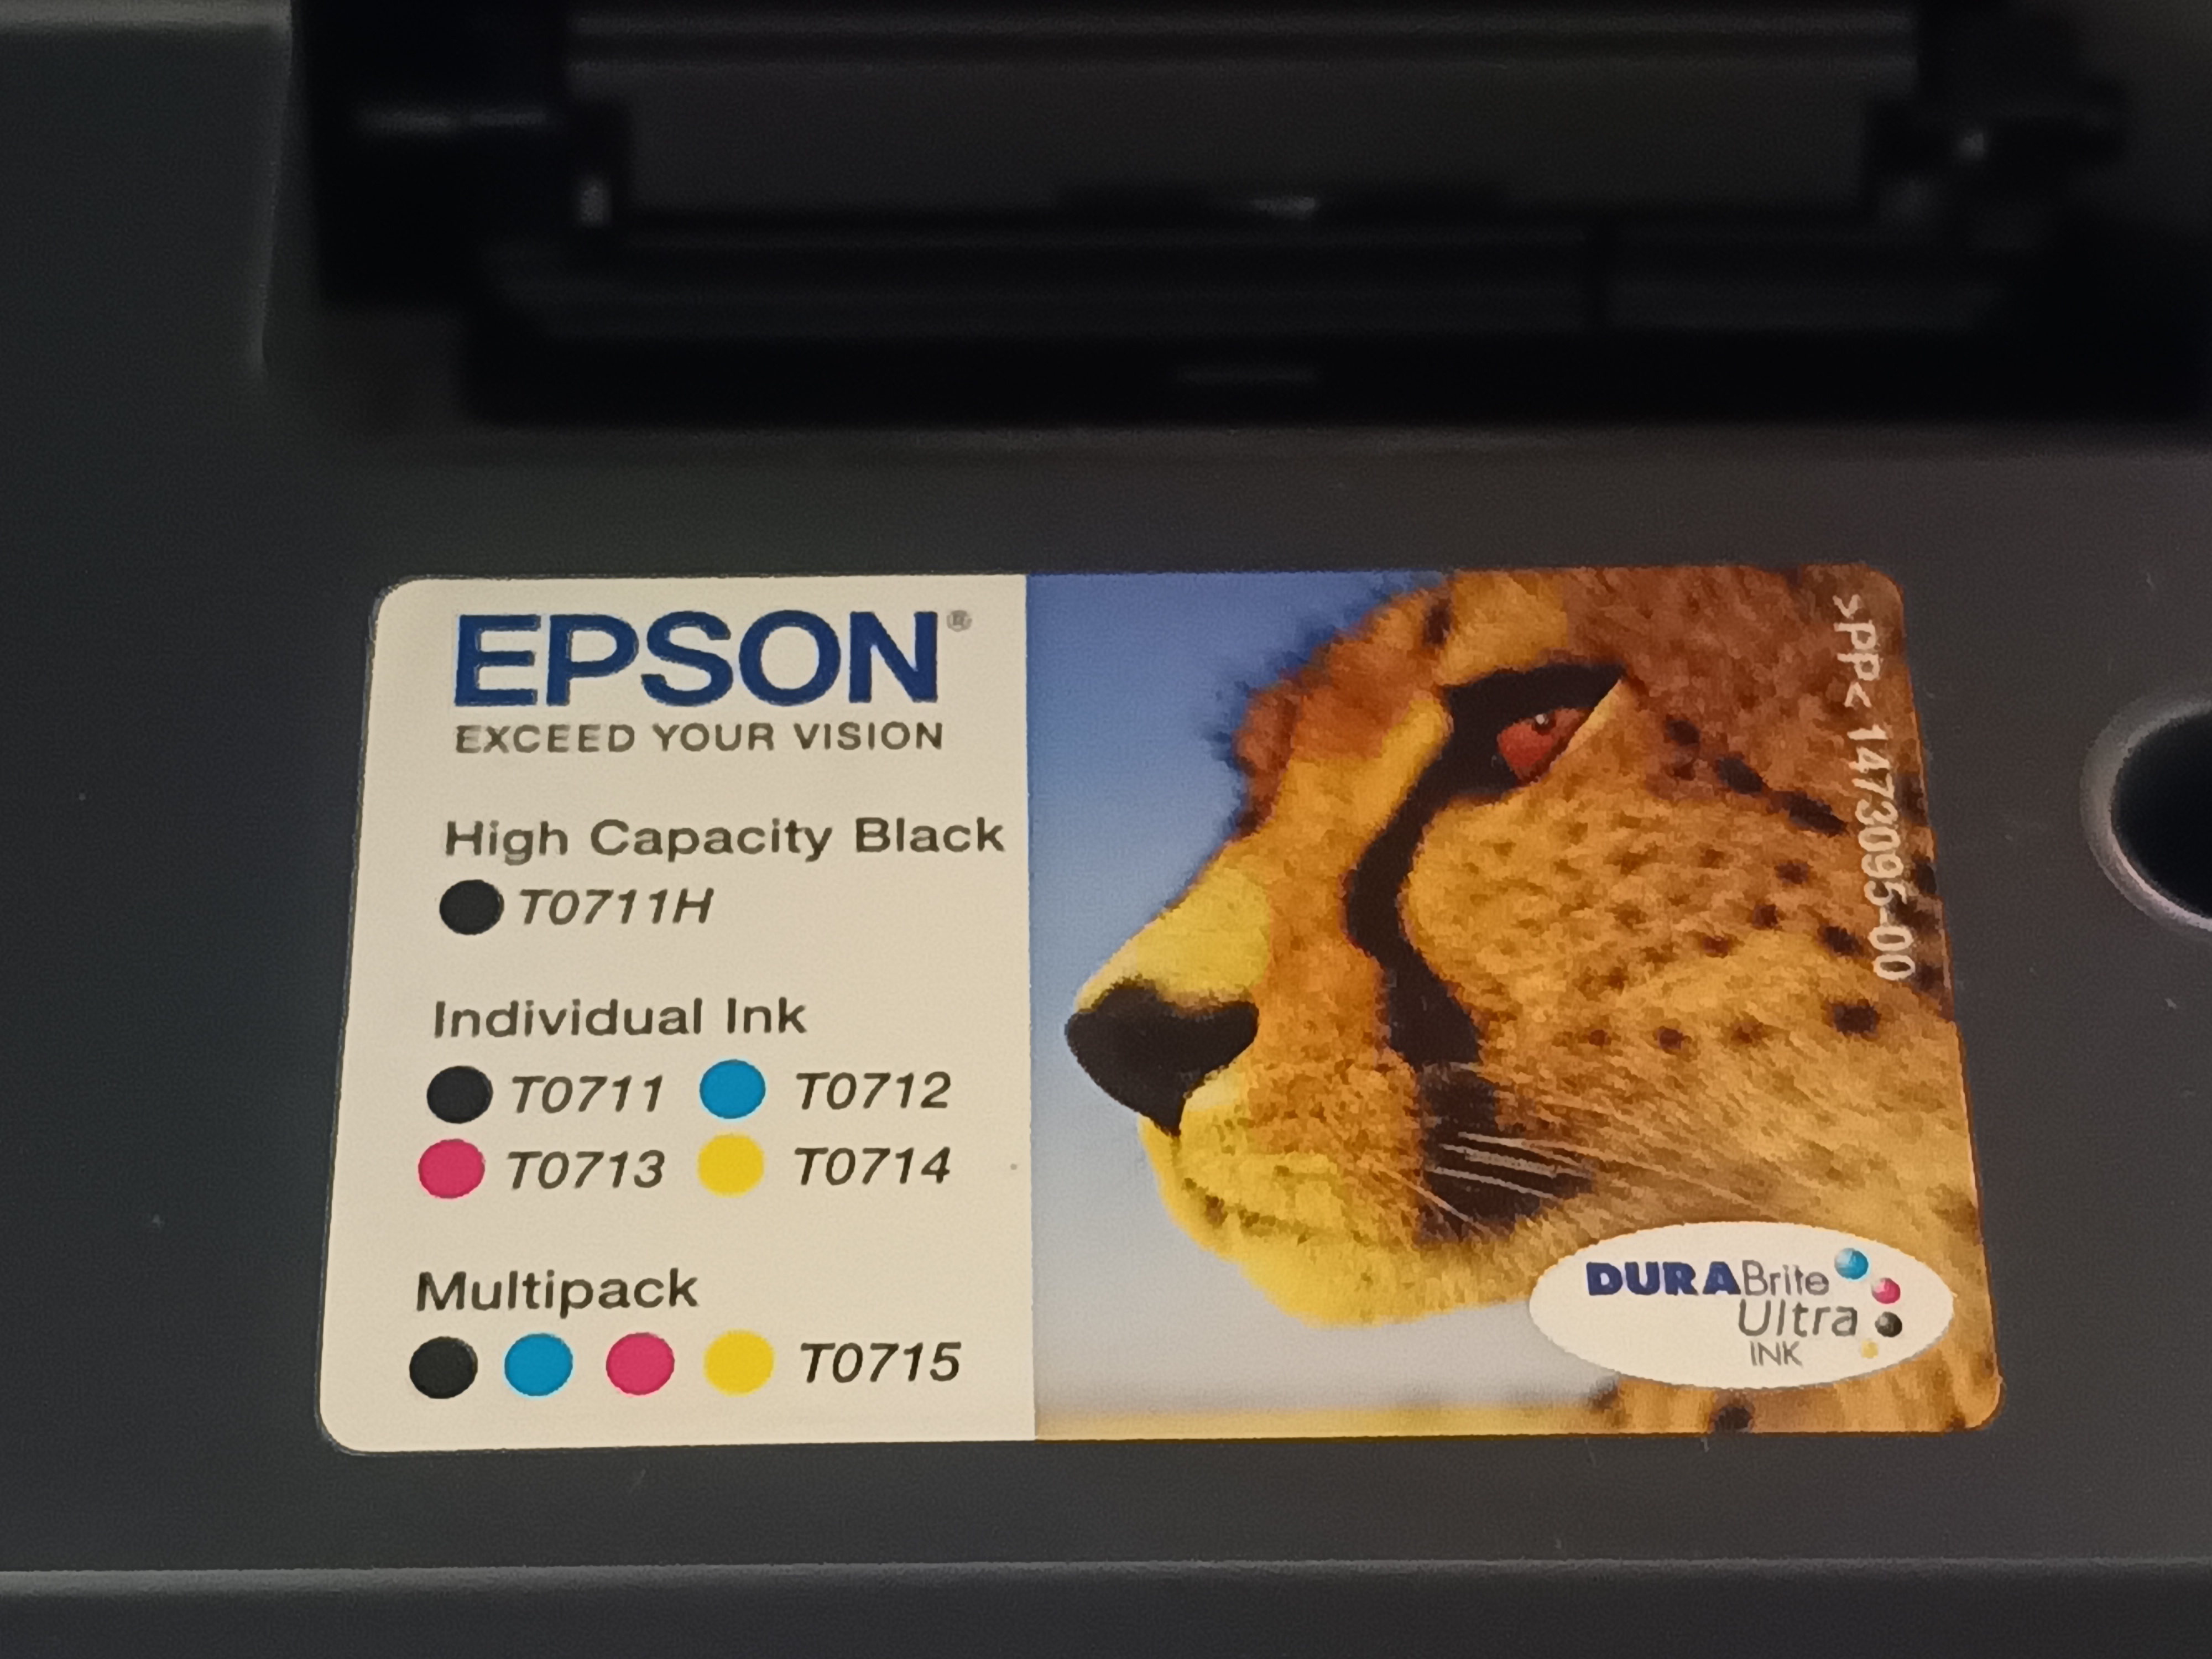 EPSON®
EXCEED YOUR VISION
High Capacity Black
T0711H
Individual Ink
T0711 T0712
T0713 T0714
Multipack
T0715
>PP< 1473095-00
DURABrite
Ultra
INK